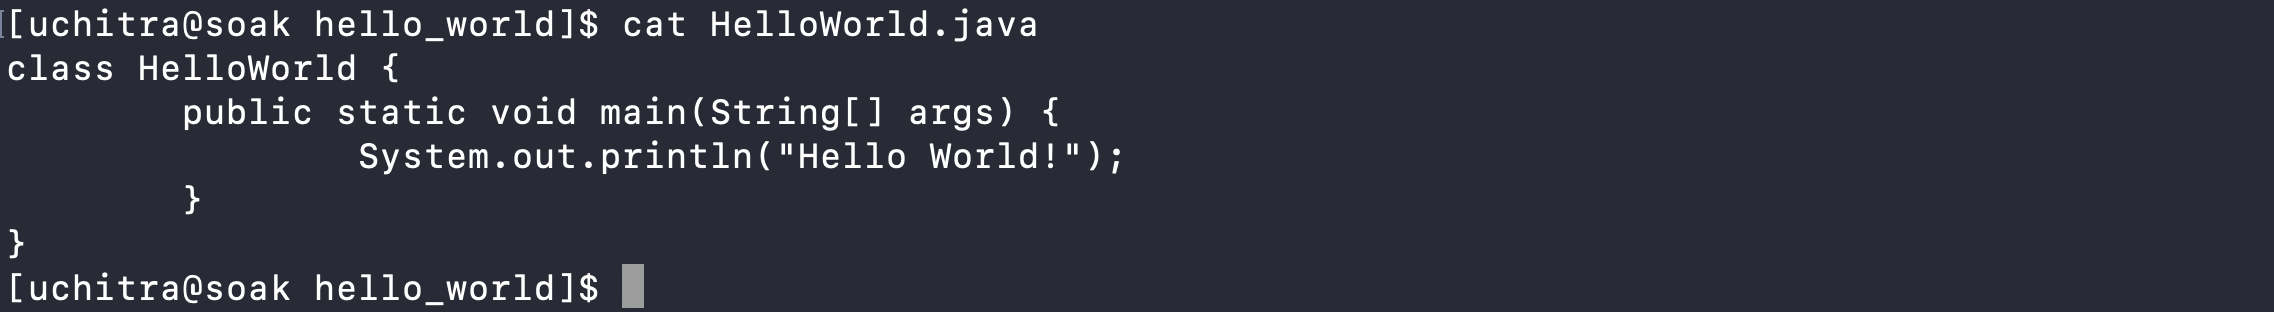 [uchitra@soak hello_world]$ cat HelloWorld.java
class HelloWorld {
        public static void main(String[] args) {
                System.out.println("Hello World!");
        }
}
[uchitra@soak hello_world]$